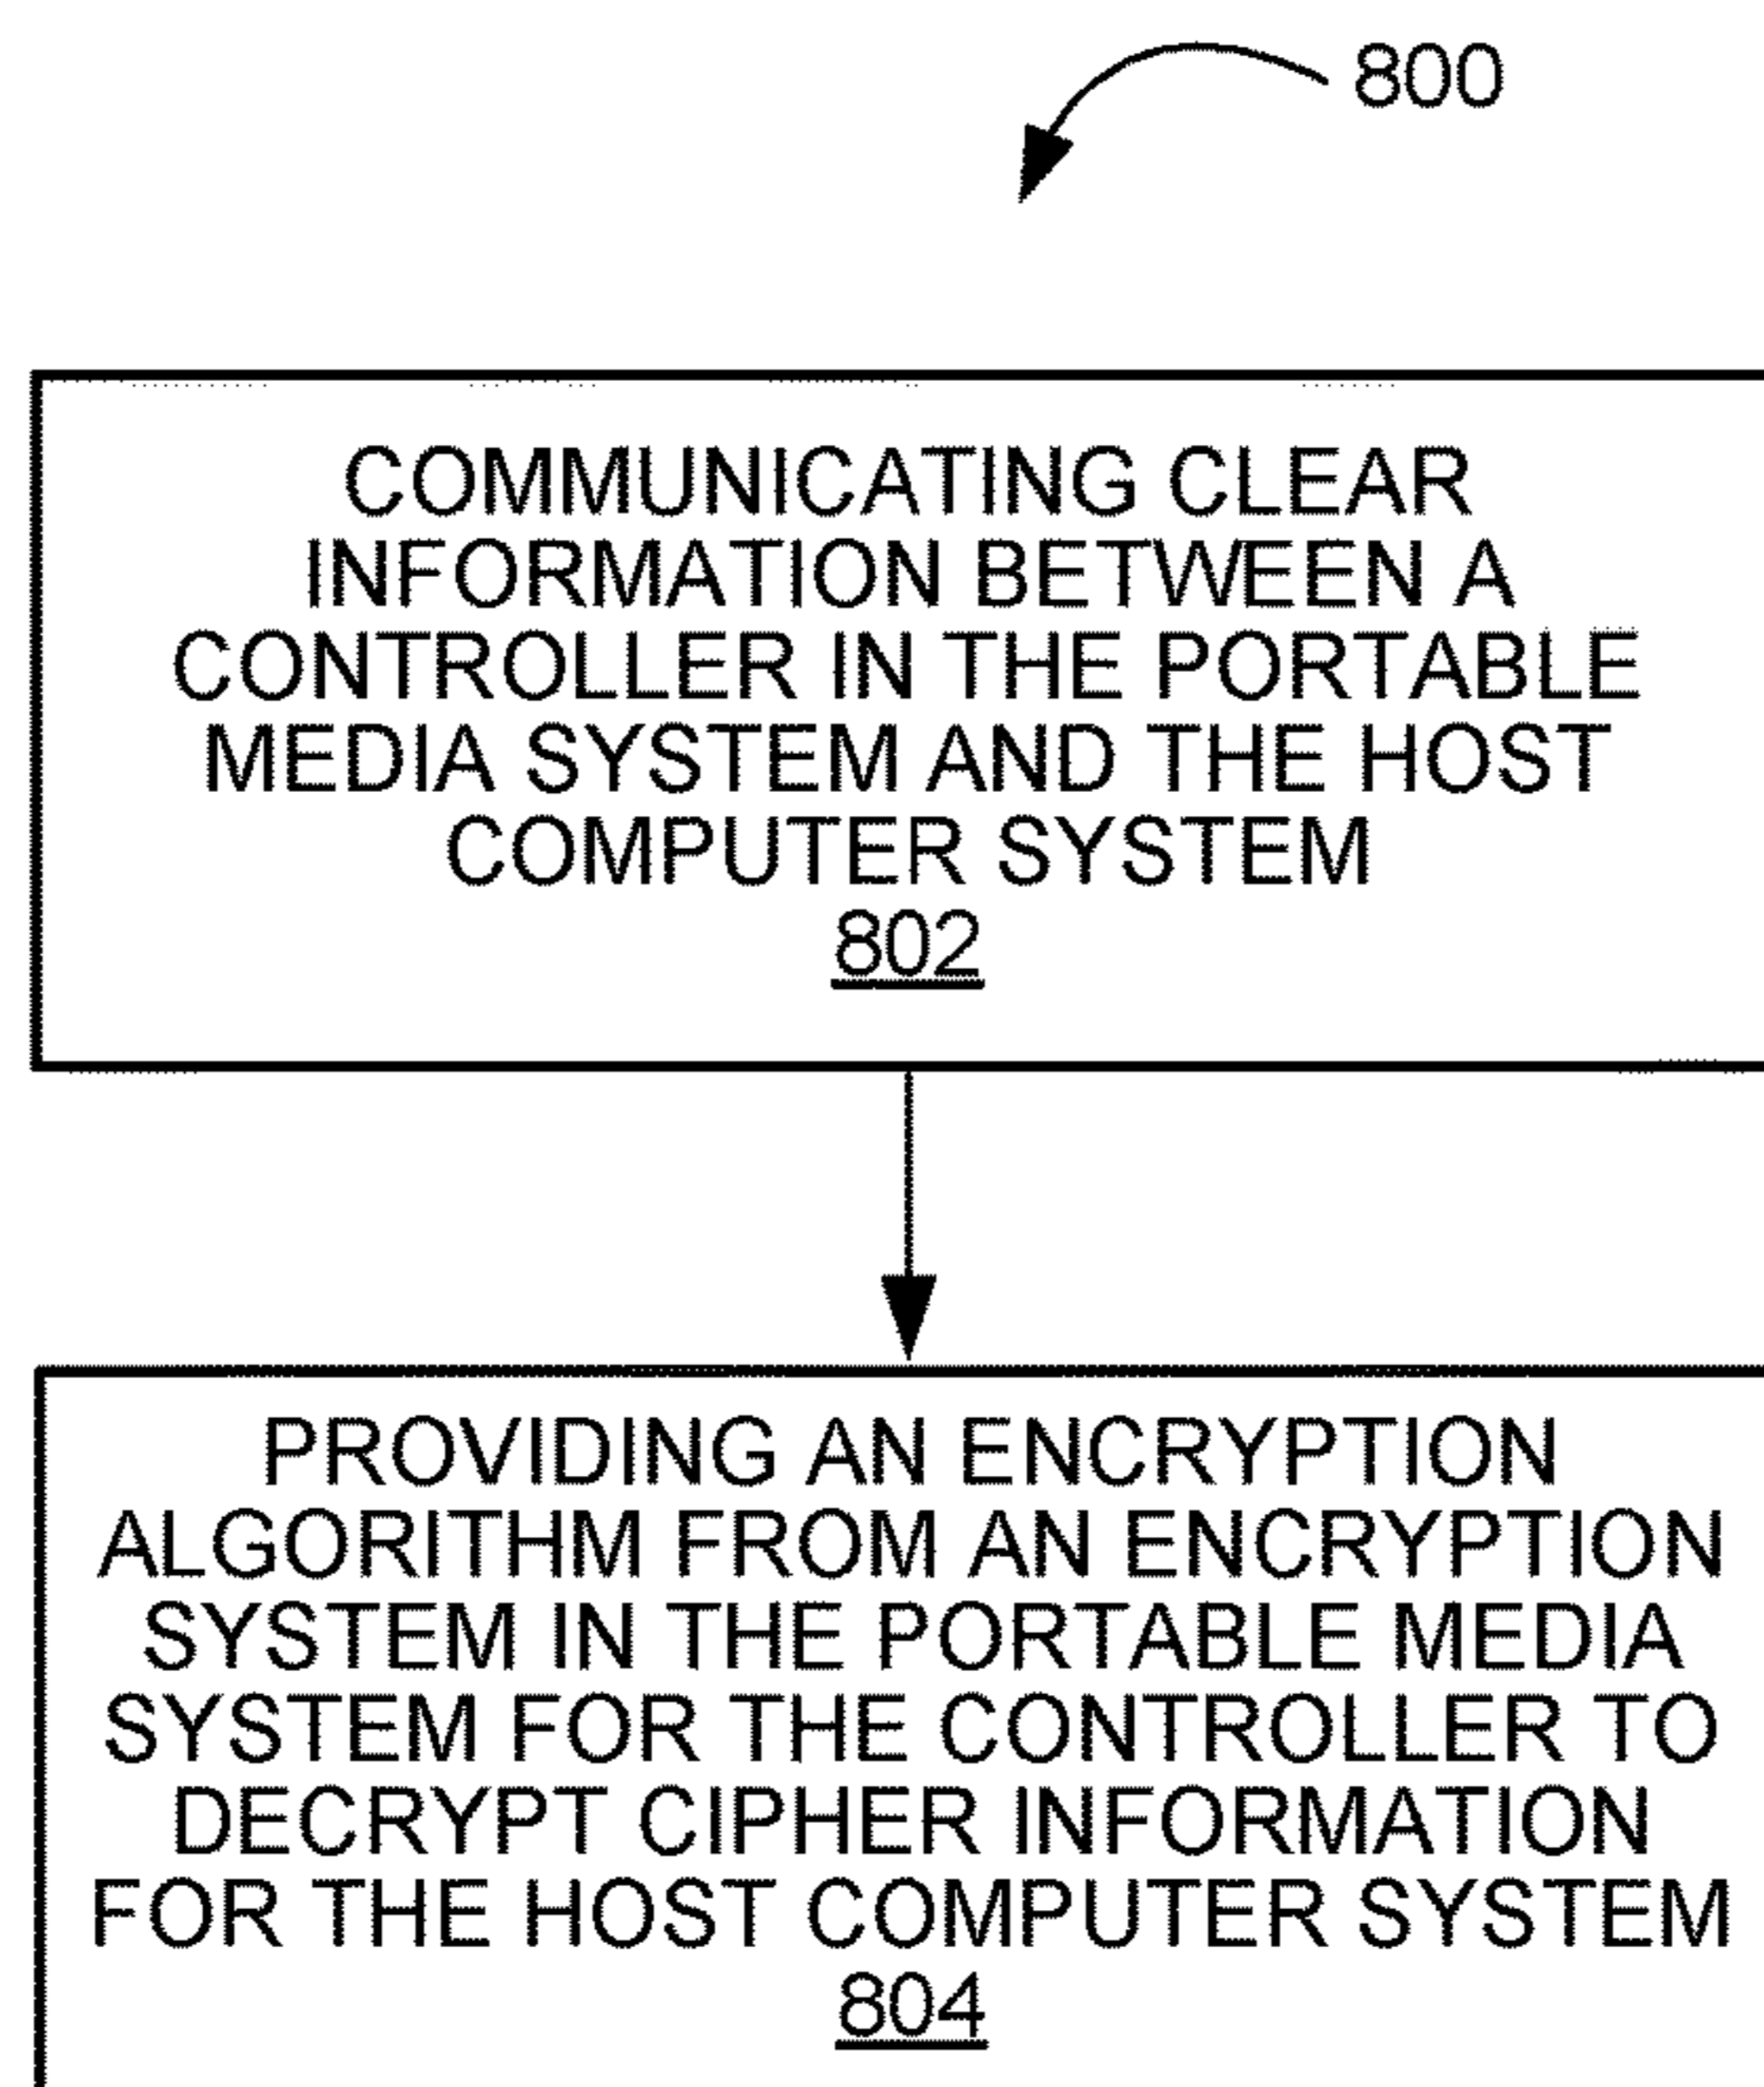 800
COMMUNICATING CLEAR
INFORMATION BETWEEN A
CONTROLLER IN THE PORTABLE
MEDIA SYSTEM AND THE HOST
COMPUTER SYSTEM
802
PROVIDING AN ENCRYPTION
ALGORITHM FROM AN ENCRYPTION
SYSTEM IN THE PORTABLE MEDIA
SYSTEM FOR THE CONTROLLER TO
DECRYPT CIPHER INFORMATION
FOR THE HOST COMPUTER SYSTEM
804